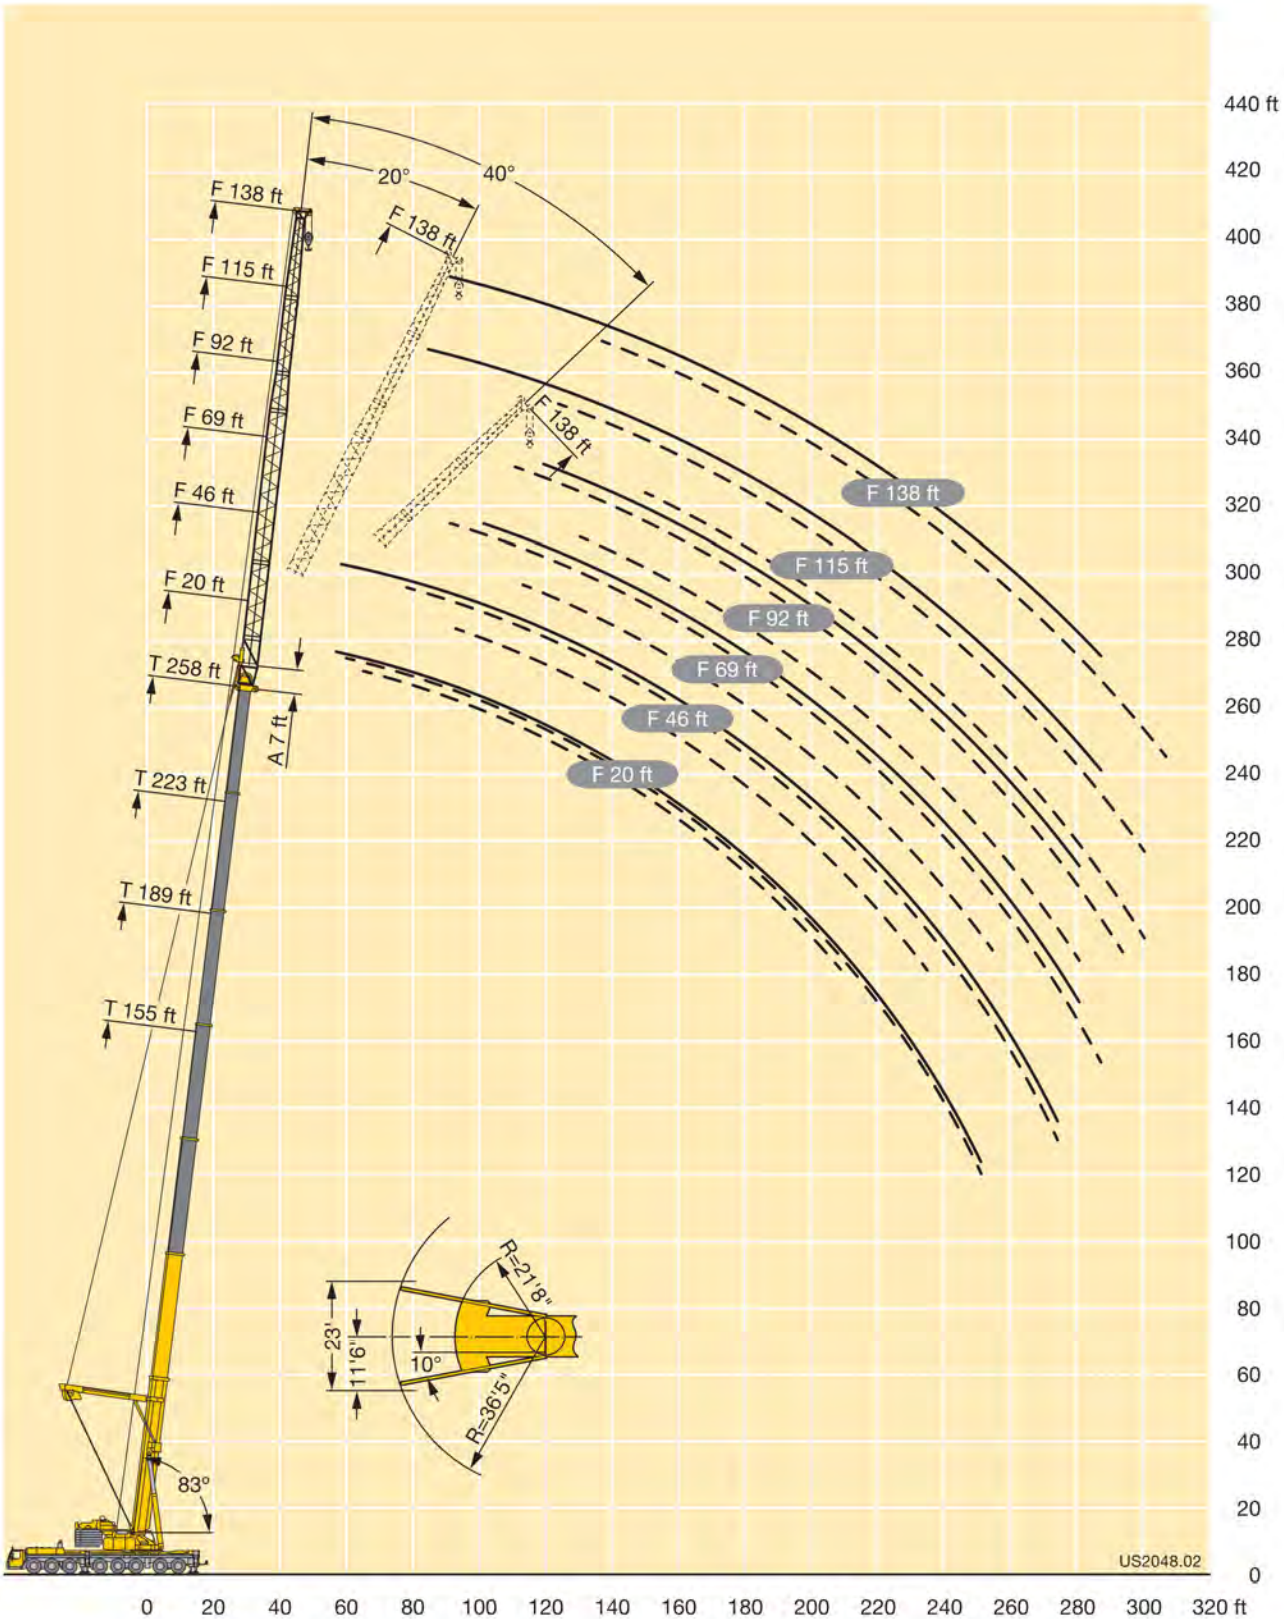 440 ft
420
400
380
360
340
320
300
280
260
240
220
200
180
160
140
120
100
80
60
40
20
0
40°
20°
F 138 ft
F 138 ft
F 115 ft
F 92 ft
F 69 ft
F 46 ft
F 20 ft
T 258 ft
A 7 ft
T 223 ft
T 189 ft
T 155 ft
F 138 ft
F 138 ft
F 115 ft
F 92 ft
F 69 ft
F 46 ft
F 20 ft
R=21'8"
23'
11'6"
10°
R=36'5"
83°
US2048.02
0 20 40 60 80 100 120 140 160 180 200 220 240 260 280 300 320 ft